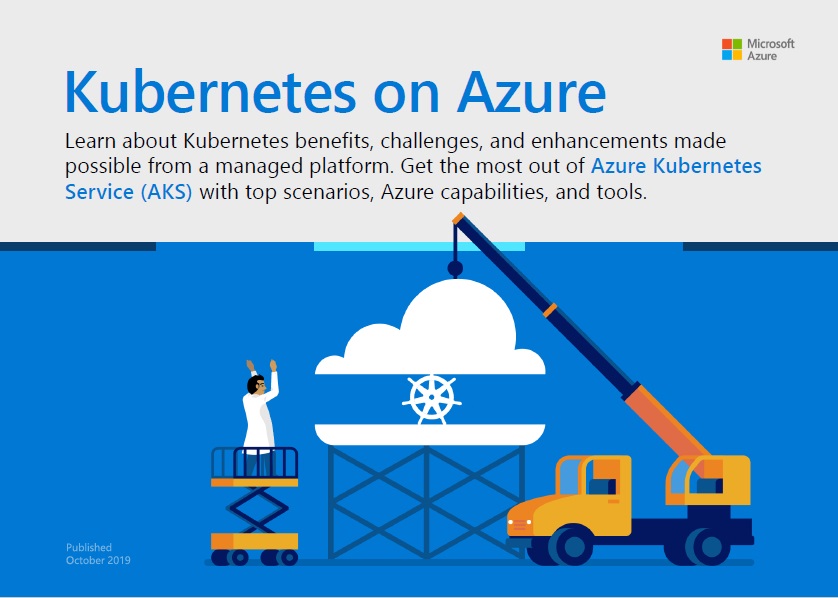 Microsoft
Azure
Kubernetes on Azure
Learn about Kubernetes benefits, challenges, and enhancements made
possible from a managed platform. Get the most out of Azure Kubernetes
Service (AKS) with top scenarios, Azure capabilities, and tools.
Published
October 2019